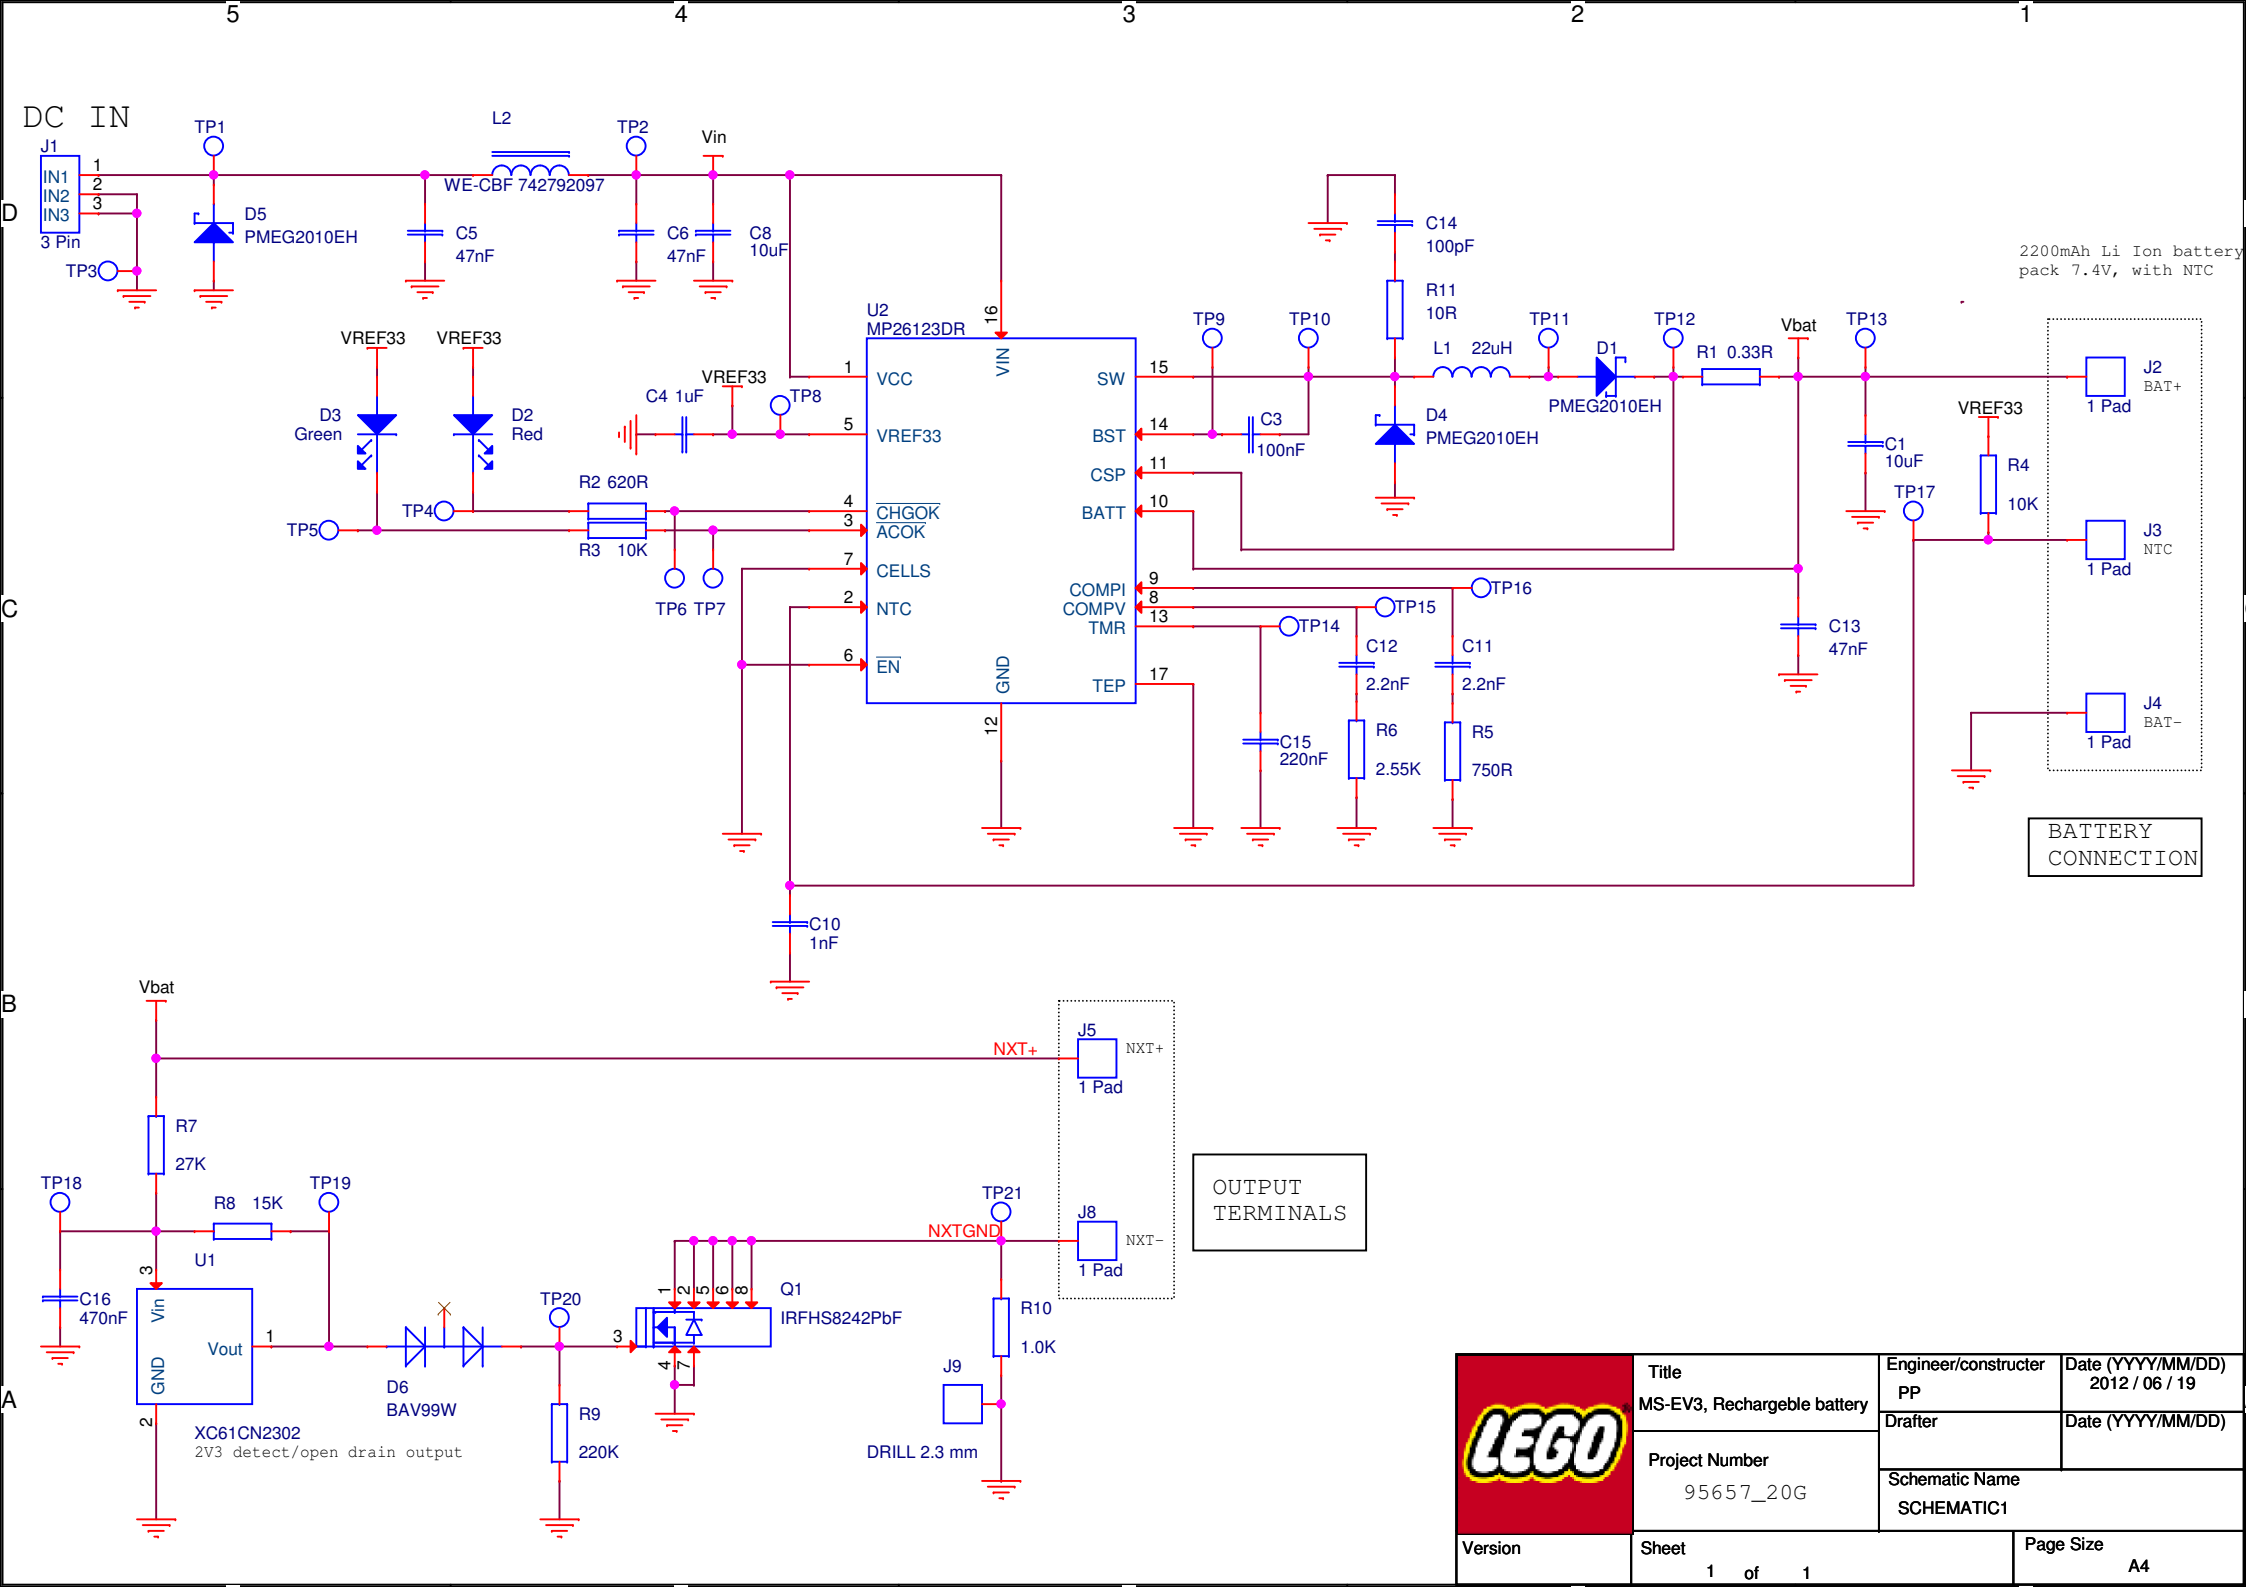 5 4 3 2 1
DC IN
J1
IN1
IN2
IN3
1
2
3
3 Pin
TP3
TP1
D5
PMEG2010EH
L2
WE-CBF 742792097
C5
47nF
TP2
C6
47nF
Vin
C8
10uF
D
VREF33
D3
Green
VREF33
D2
Red
TP5
TP4
R2 620R
R3 10K
TP6 TP7
C4 1uF
VREF33
TP8
U2
MP26123DR
16
VIN
1
VCC
5
VREF33
4
CHGOK
3
ACOK
7
CELLS
2
NTC
6
EN
GND
12
SW
15
BST
14
CSP
11
BATT
10
COMPI
9
COMPV
8
TMR
13
TEP
17
TP9
TP10
C3
100nF
C14
100pF
R11
10R
L1 22uH
D4
PMEG2010EH
TP11
D1
PMEG2010EH
TP12
R1 0.33R
Vbat
TP13
C1
10uF
TP17
VREF33
R4
10K
2200mAh Li Ion battery
pack 7.4V, with NTC
J2
BAT+
1 Pad
J3
NTC
1 Pad
J4
BAT-
1 Pad
BATTERY
CONNECTION
C
TP16
TP15
TP14
C12
2.2nF
C11
2.2nF
C13
47nF
C15
220nF
R6
2.55K
R5
750R
C10
1nF
B
Vbat
NXT+
J5
NXT+
1 Pad
R7
27K
TP18
R8 15K
TP19
U1
C16
470nF
3
Vin
Vout
1
GND
2
XC61CN2302
2V3 detect/open drain output
D6
BAV99W
TP20
R9
220K
3
1
2
5
6
8
4
7
Q1
IRFHS8242PbF
NXTGND
TP21
J8
NXT-
1 Pad
R10
1.0K
J9
DRILL 2.3 mm
OUTPUT
TERMINALS
A
LEGO
®
Title
MS-EV3, Rechargeble battery
Project Number
95657_20G
Engineer/constructer
PP
Date (YYYY/MM/DD)
2012 / 06 / 19
Drafter
Date (YYYY/MM/DD)
Schematic Name
SCHEMATIC1
Version
Sheet
1 of 1
Page Size
A4